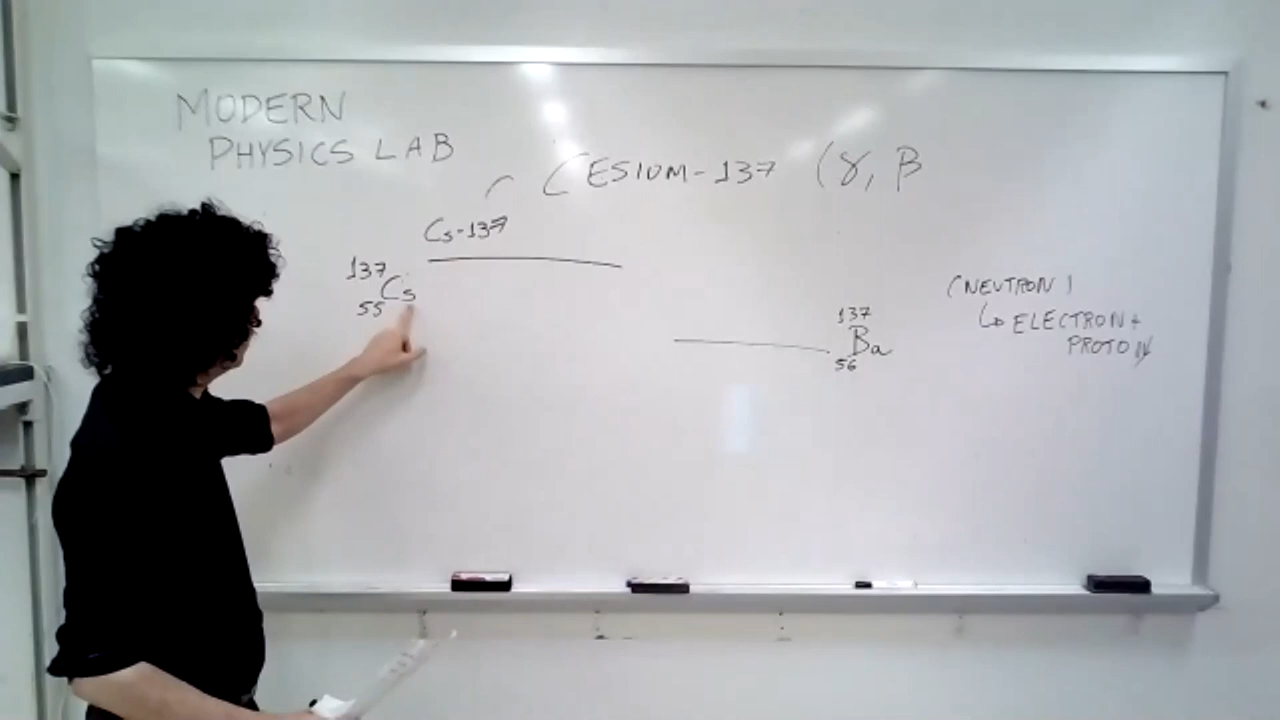 MODERN
PHYSICS LAB
CESIUM-137 (γ, β
Cs-137
137
55 Cs
137
56 Ba
(NEUTRON
↳ ELECTRON +
PROTON